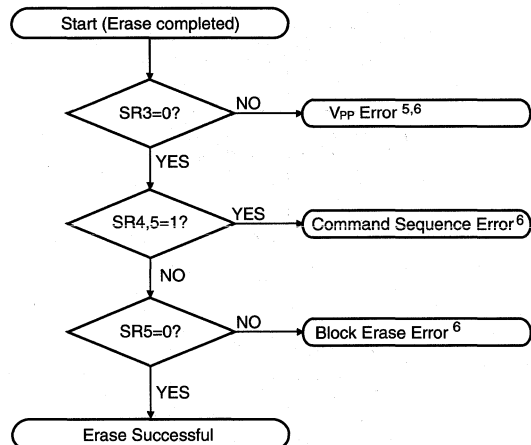 Start (Erase completed)
SR3=0?
NO
VPP Error 5,6
YES
SR4,5=1?
YES
Command Sequence Error 6
NO
SR5=0?
NO
Block Erase Error 6
YES
Erase Successful